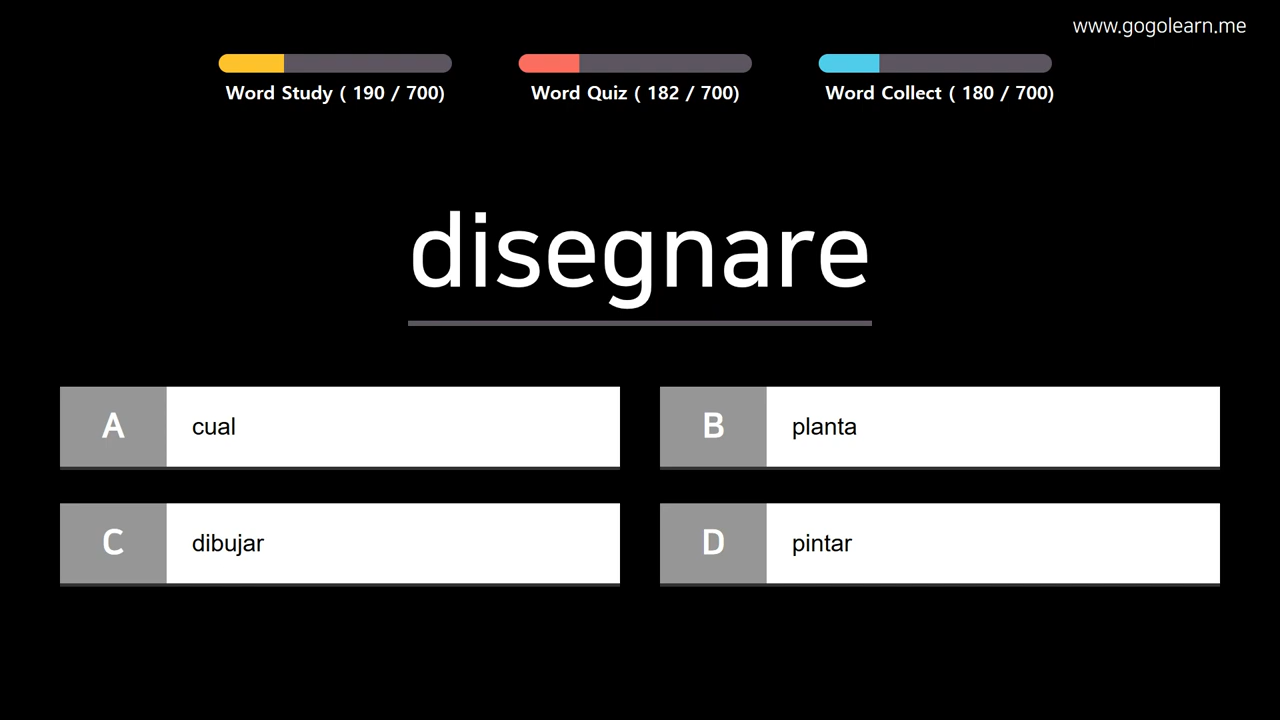 www.gogolearn.me
Word Study ( 190 / 700)
Word Quiz ( 182 / 700)
Word Collect ( 180 / 700)
disegnare
A cual
B planta
C dibujar
D pintar